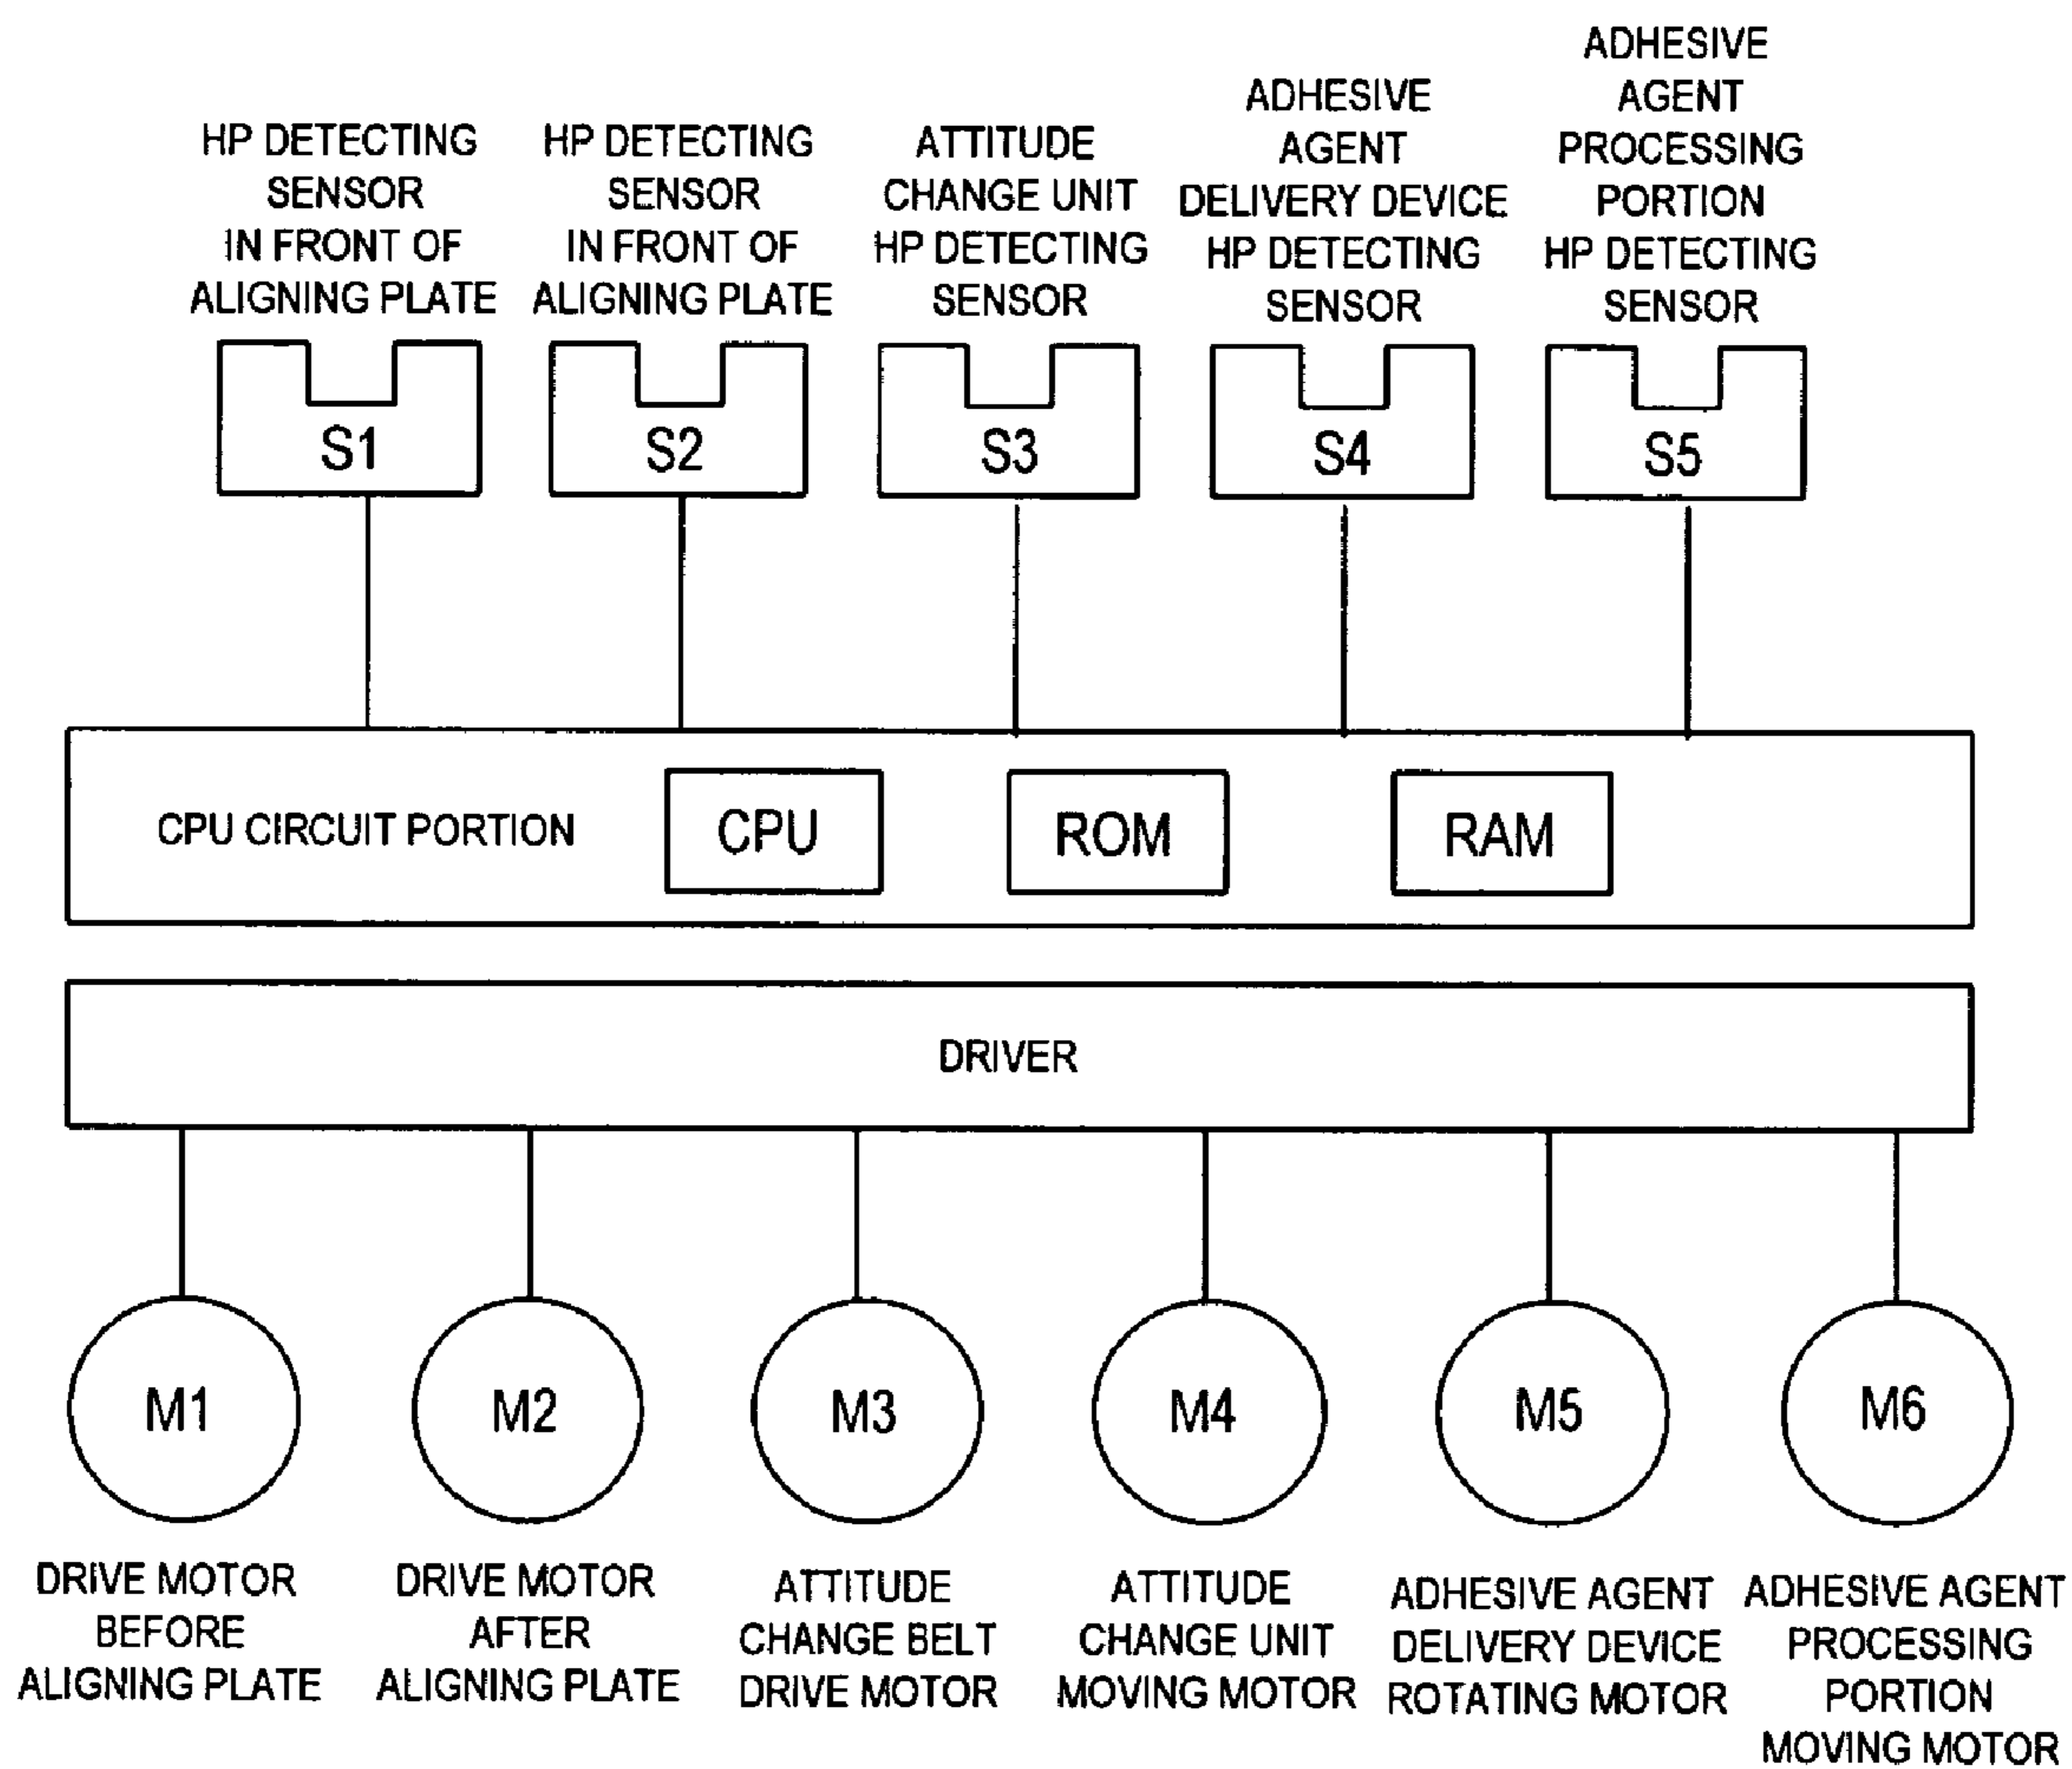 HP DETECTING
SENSOR
IN FRONT OF
ALIGNING PLATE
HP DETECTING
SENSOR
IN FRONT OF
ALIGNING PLATE
ATTITUDE
CHANGE UNIT
HP DETECTING
SENSOR
ADHESIVE
AGENT
DELIVERY DEVICE
HP DETECTING
SENSOR
ADHESIVE
AGENT
PROCESSING
PORTION
HP DETECTING
SENSOR
S1
S2
S3
S4
S5
CPU CIRCUIT PORTION
CPU
ROM
RAM
DRIVER
M1
M2
M3
M4
M5
M6
DRIVE MOTOR
BEFORE
ALIGNING PLATE
DRIVE MOTOR
AFTER
ALIGNING PLATE
ATTITUDE
CHANGE BELT
DRIVE MOTOR
ATTITUDE
CHANGE UNIT
MOVING MOTOR
ADHESIVE AGENT
DELIVERY DEVICE
ROTATING MOTOR
ADHESIVE AGENT
PROCESSING
PORTION
MOVING MOTOR